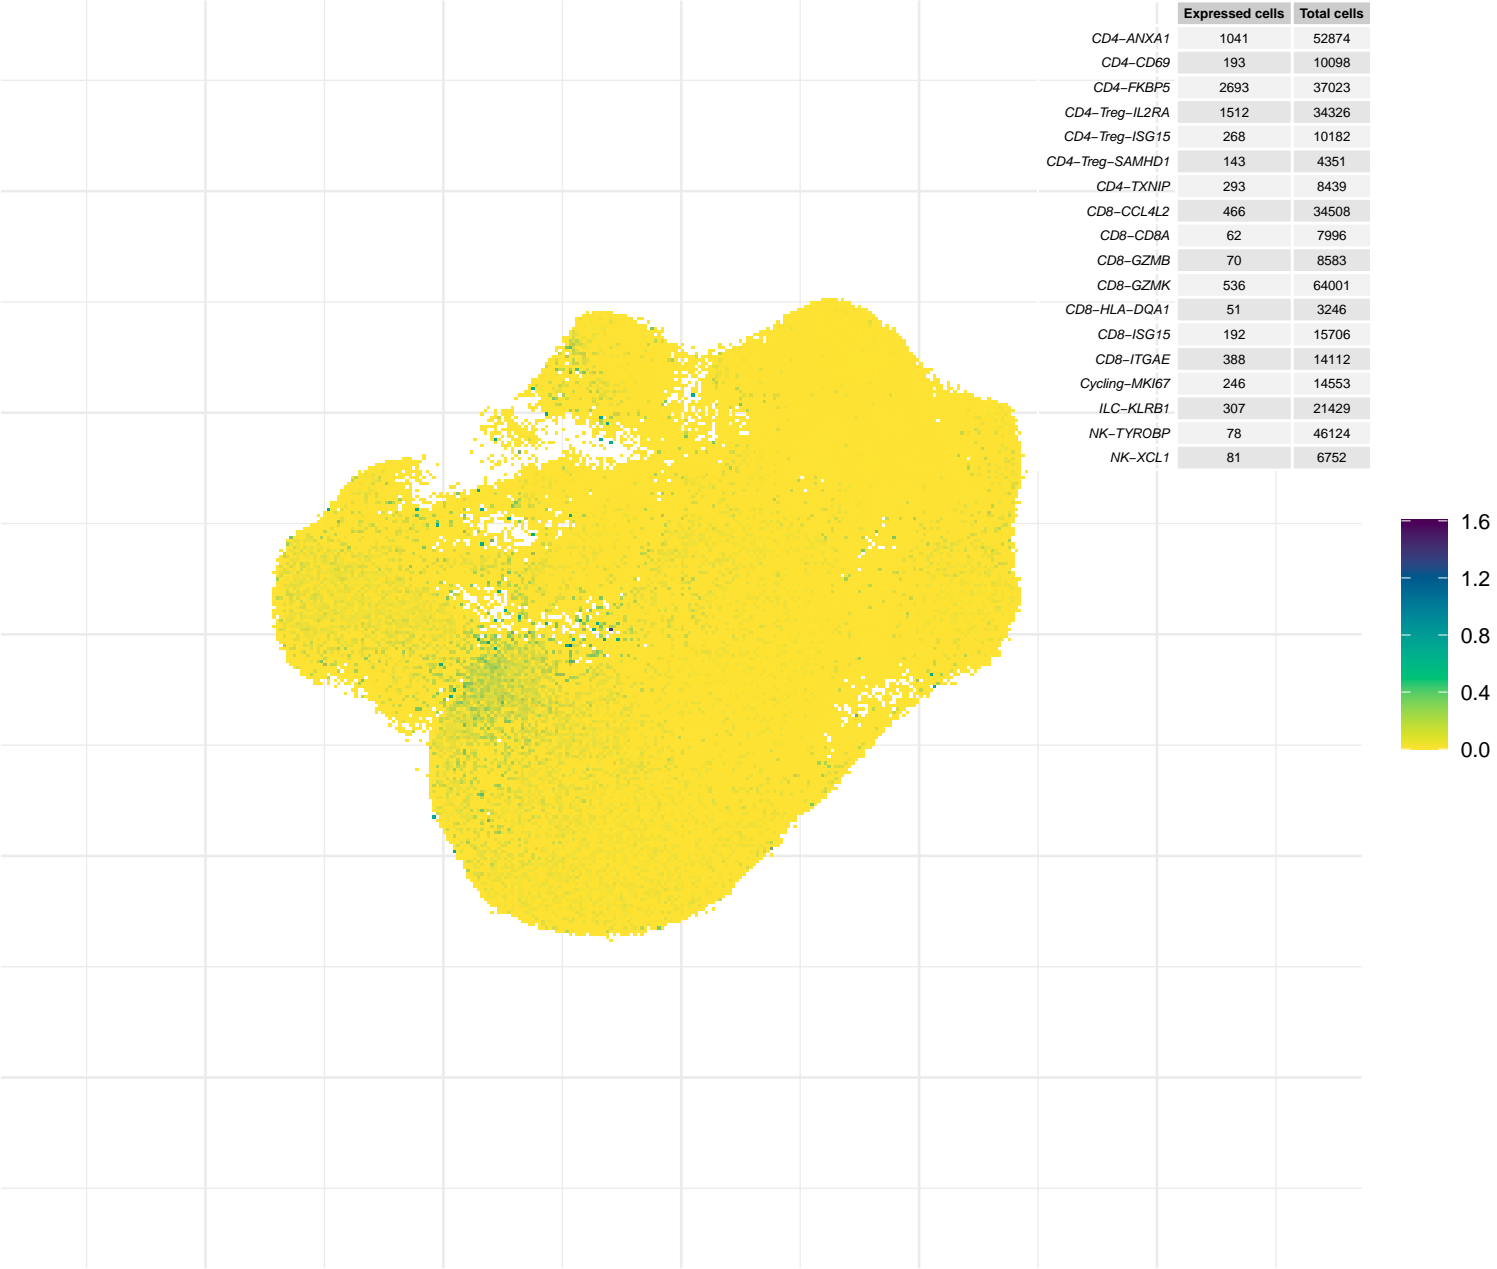 Expressed cells Total cells
CD4−ANXA1 1041 52874
CD4−CD69 193 10098
CD4−FKBP5 2693 37023
CD4−Treg−IL2RA 1512 34326
CD4−Treg−ISG15 268 10182
CD4−Treg−SAMHD1 143 4351
CD4−TXNIP 293 8439
CD8−CCL4L2 466 34508
CD8−CD8A 62 7996
CD8−GZMB 70 8583
CD8−GZMK 536 64001
CD8−HLA−DQA1 51 3246
CD8−ISG15 192 15706
CD8−ITGAE 388 14112
Cycling−MKI67 246 14553
ILC−KLRB1 307 21429
NK−TYROBP 78 46124
NK−XCL1 81 6752
1.6
1.2
0.8
0.4
0.0